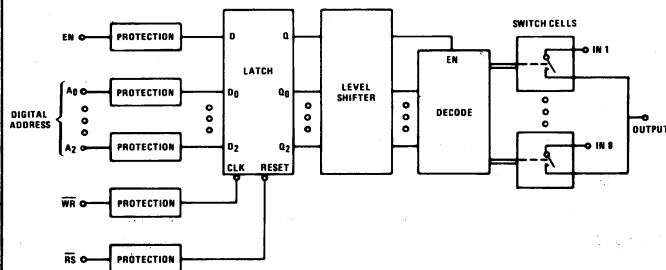 SWITCH CELLS
EN PROTECTION D Q IN 1
LATCH EN
A0 PROTECTION D0 Q0 LEVEL SHIFTER DECODE
DIGITAL ADDRESS
OUTPUT
A2 PROTECTION D2 Q2 IN 8
CLK RESET
WR PROTECTION
RS PROTECTION